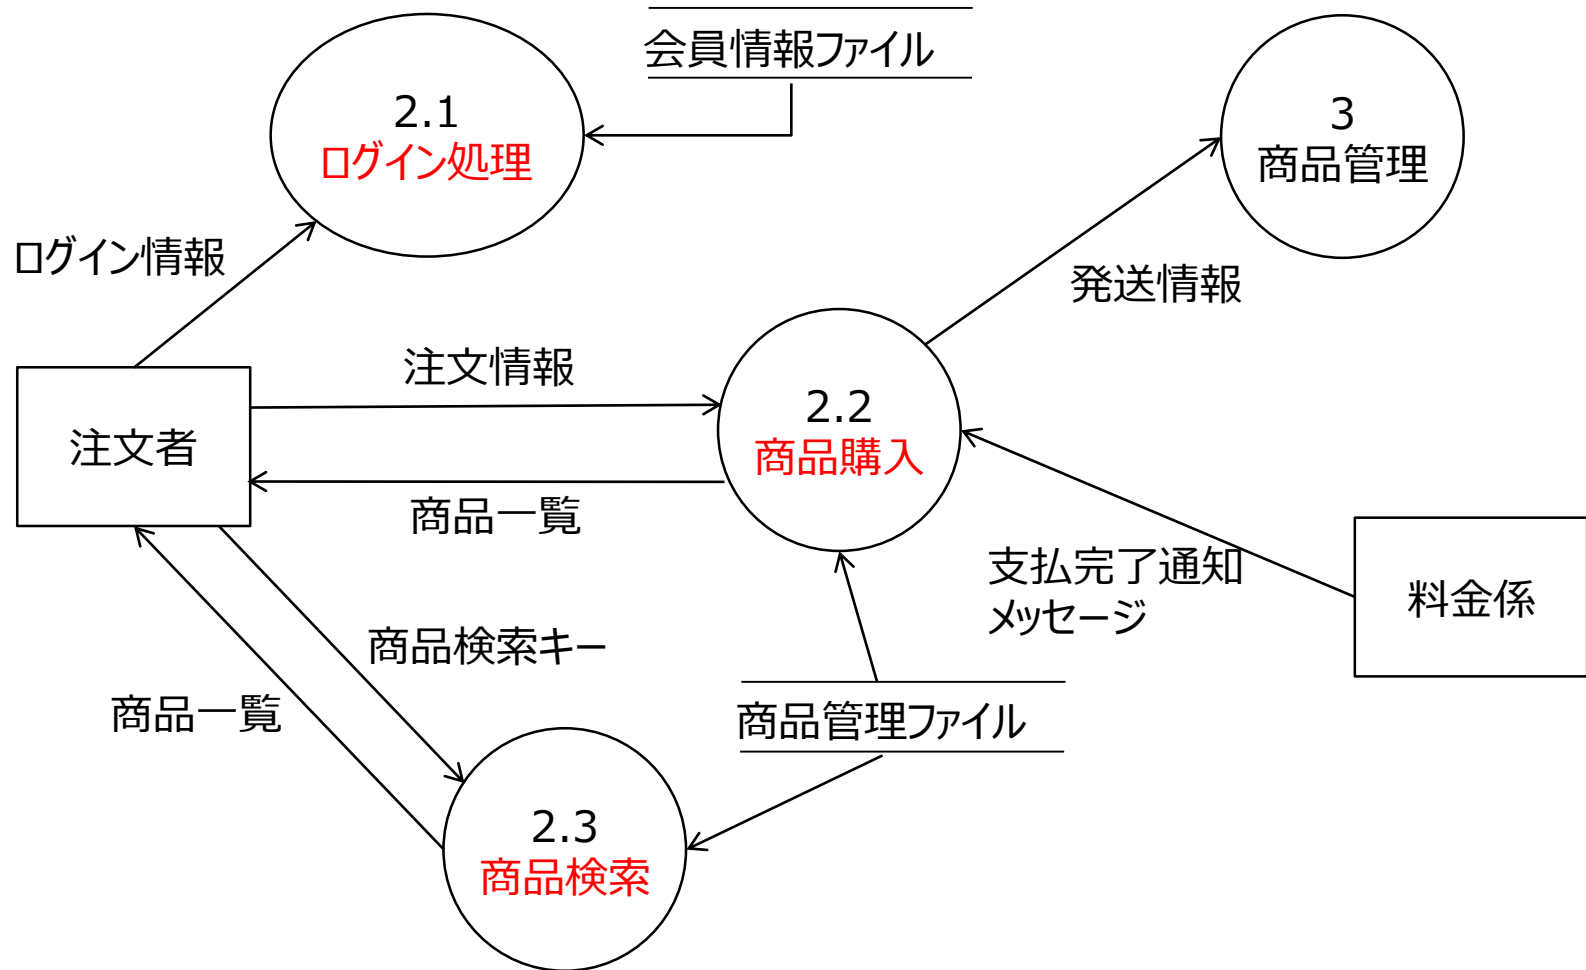 会員情報ファイル
2.1
ログイン処理
3
商品管理
ログイン情報
発送情報
注文情報
2.2
商品購入
注文者
商品一覧
支払完了通知
メッセージ
料金係
商品検索キー
商品一覧
商品管理ファイル
2.3
商品検索